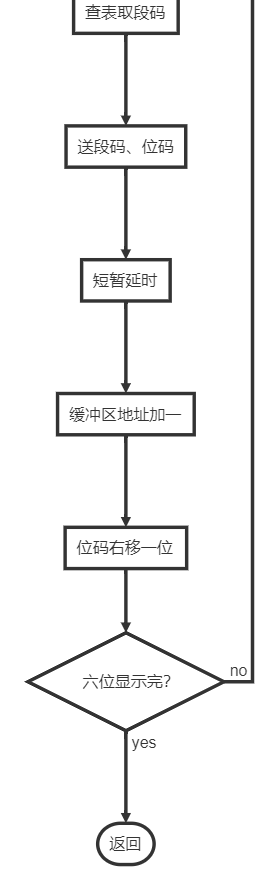 查表取段码
送段码、位码
短暂延时
缓冲区地址加一
位码右移一位
六位显示完?
no
yes
返回